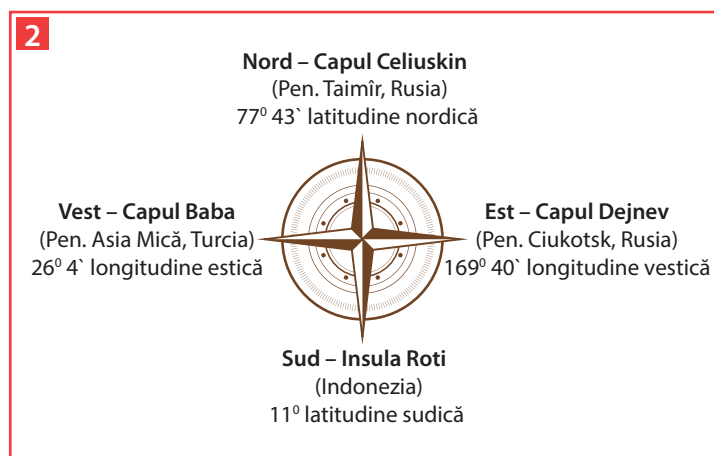 2
Nord – Capul Celiuskin
(Pen. Taimîr, Rusia)
77⁰ 43` latitudine nordică
Vest – Capul Baba
(Pen. Asia Mică, Turcia)
26⁰ 4` longitudine estică
Est – Capul Dejnev
(Pen. Ciukotsk, Rusia)
169⁰ 40` longitudine vestică
Sud – Insula Roti
(Indonezia)
11⁰ latitudine sudică